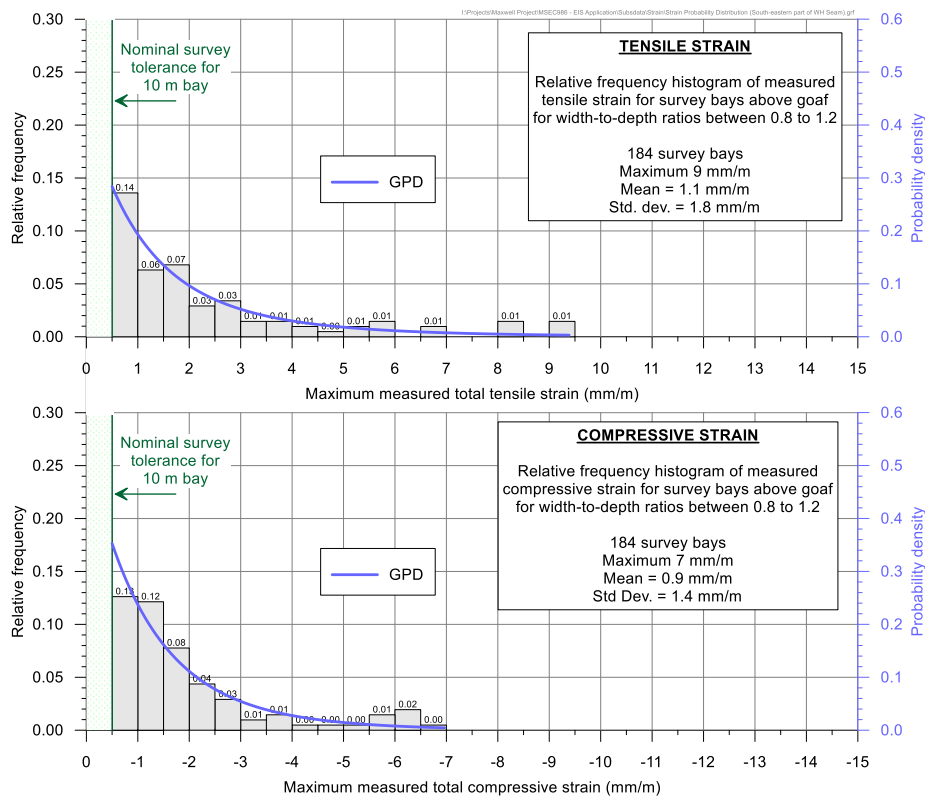 I:\Projects\Maxwell Project\MSEC986 - EIS Application\Subsdata\Strain\Strain Probability Distribution (South-eastern part of WH Seam).grf
0.30 0.6
Nominal survey
tolerance for
10 m bay
TENSILE STRAIN
Relative frequency histogram of measured
tensile strain for survey bays above goaf
for width-to-depth ratios between 0.8 to 1.2
184 survey bays
Maximum 9 mm/m
Mean = 1.1 mm/m
Std. dev. = 1.8 mm/m
0.25 0.5
0.20 0.4
0.15 0.3
0.10 0.2
0.05 0.1
0.00 0.0
Relative frequency
Probability density
GPD
0.14 0.06 0.07 0.03 0.03 0.01 0.01 0.01 0.00 0.01 0.01 0.01 0.01 0.01
0 1 2 3 4 5 6 7 8 9 10 11 12 13 14 15
Maximum measured total tensile strain (mm/m)
0.30 0.6
Nominal survey
tolerance for
10 m bay
COMPRESSIVE STRAIN
Relative frequency histogram of measured
compressive strain for survey bays above goaf
for width-to-depth ratios between 0.8 to 1.2
184 survey bays
Maximum 7 mm/m
Mean = 0.9 mm/m
Std Dev. = 1.4 mm/m
0.25 0.5
0.20 0.4
0.15 0.3
0.10 0.2
0.05 0.1
0.00 0.0
Relative frequency
Probability density
GPD
0.13 0.12 0.08 0.04 0.03 0.01 0.01 0.00 0.00 0.00 0.01 0.02 0.00
0 -1 -2 -3 -4 -5 -6 -7 -8 -9 -10 -11 -12 -13 -14 -15
Maximum measured total compressive strain (mm/m)